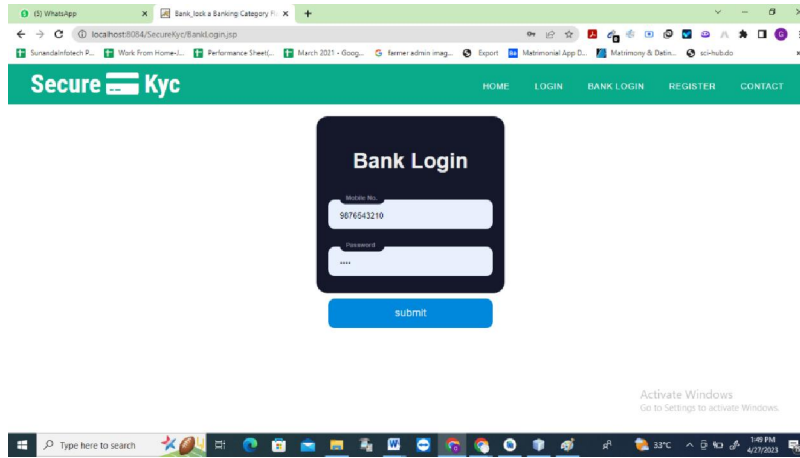 (5) WhatsApp
Bank_lock a Banking Category Fl
localhost:8084/SecureKyc/BankLogin.jsp
SunandaInfotech P...
Work From Home-J...
Performance Sheet(...
March 2021 - Goog...
farmer admin imag...
Export
Matrimonial App D...
Matrimony & Datin...
sci-hub.do
Secure Kyc
HOME
LOGIN
BANK LOGIN
REGISTER
CONTACT
Bank Login
Mobile No.
9876543210
Password
....
submit
Activate Windows
Go to Settings to activate Windows.
Type here to search
33°C
1:49 PM
4/27/2023